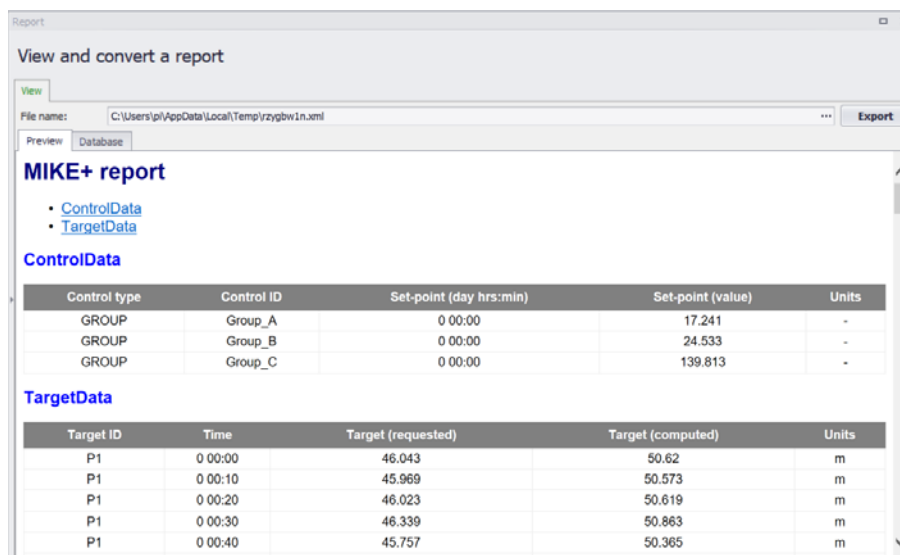 Report
View and convert a report
View
File name: C:\Users\pl\AppData\Local\Temp\rzygbw1n.xml ... Export
Preview Database
MIKE+ report
• ControlData
• TargetData
ControlData
Control type Control ID Set-point (day hrs:min) Set-point (value) Units
GROUP Group_A 0 00:00 17.241 -
GROUP Group_B 0 00:00 24.533 -
GROUP Group_C 0 00:00 139.813 -
TargetData
Target ID Time Target (requested) Target (computed) Units
P1 0 00:00 46.043 50.62 m
P1 0 00:10 45.969 50.573 m
P1 0 00:20 46.023 50.619 m
P1 0 00:30 46.339 50.863 m
P1 0 00:40 45.757 50.365 m